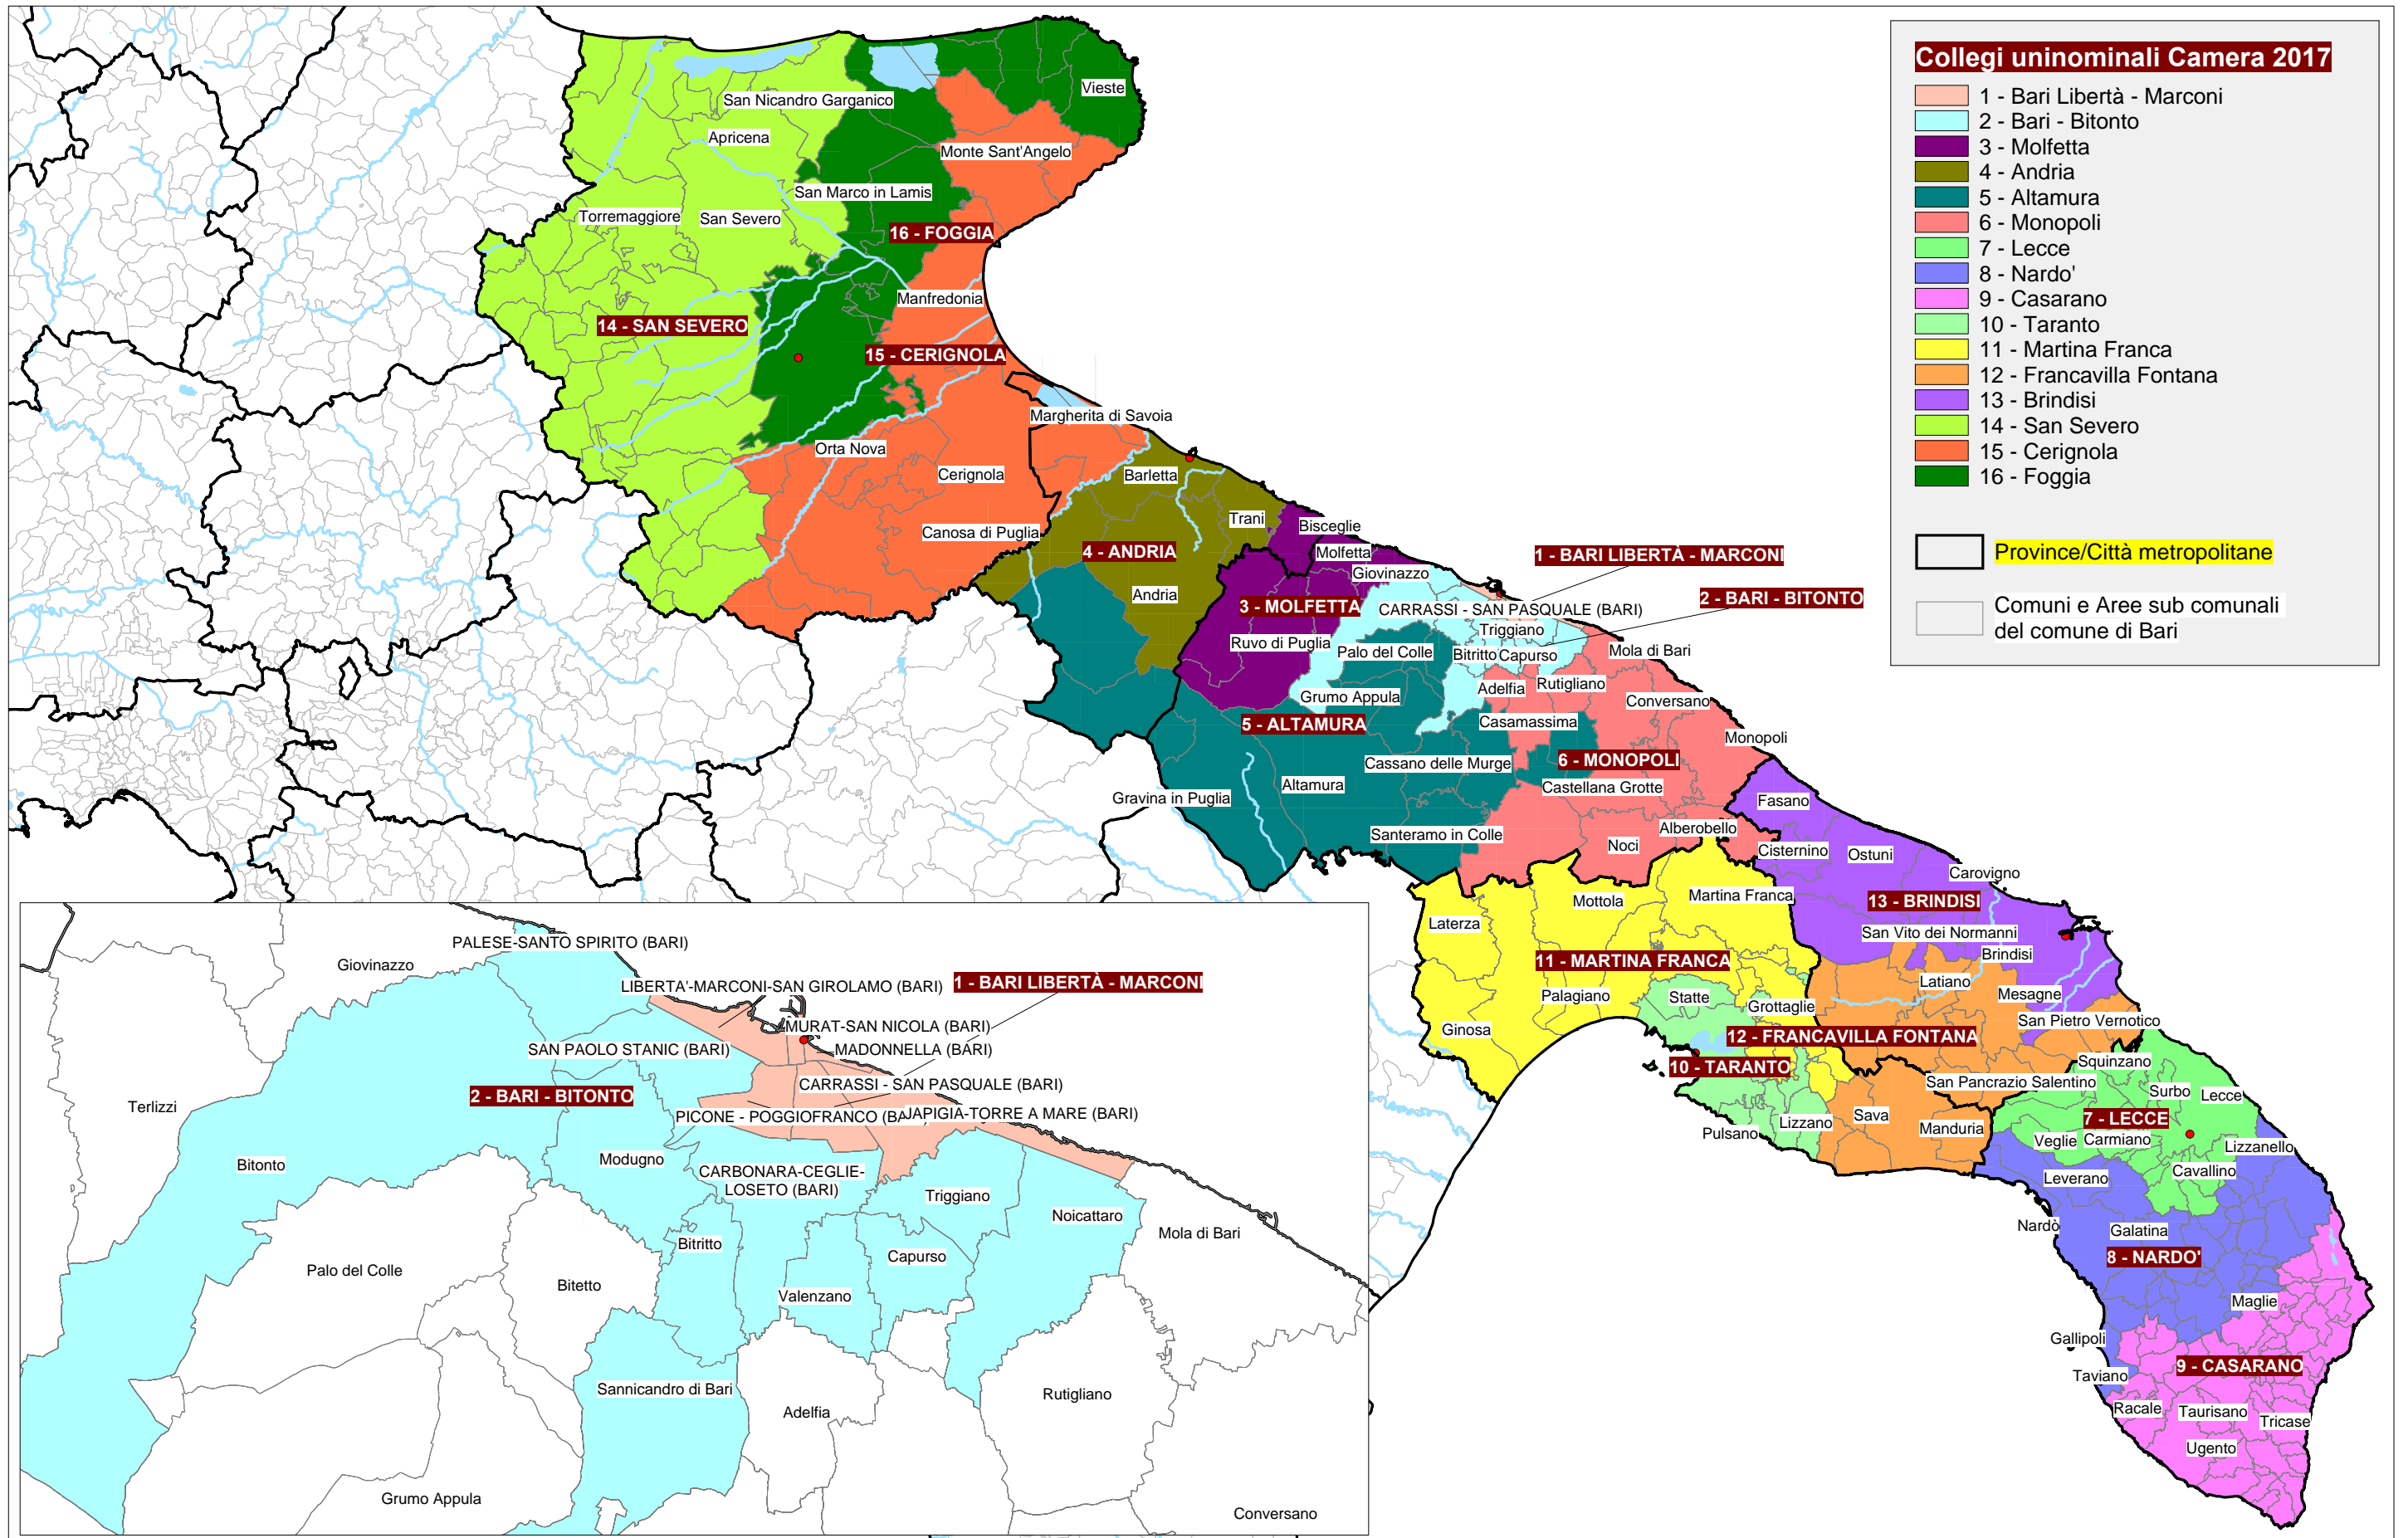 Collegi uninominali Camera 2017
1 - Bari Libertà - Marconi
2 - Bari - Bitonto
3 - Molfetta
4 - Andria
5 - Altamura
6 - Monopoli
7 - Lecce
8 - Nardo'
9 - Casarano
10 - Taranto
11 - Martina Franca
12 - Francavilla Fontana
13 - Brindisi
14 - San Severo
15 - Cerignola
16 - Foggia
Province/Città metropolitane
Comuni e Aree sub comunali
del comune di Bari
Vieste
San Nicandro Garganico
Apricena
Monte Sant'Angelo
San Marco in Lamis
Torremaggiore
San Severo
16 - FOGGIA
Manfredonia
14 - SAN SEVERO
15 - CERIGNOLA
Margherita di Savoia
Orta Nova
Cerignola
Barletta
Canosa di Puglia
Trani
Bisceglie
4 - ANDRIA
Molfetta
1 - BARI LIBERTÀ - MARCONI
Giovinazzo
Andria
3 - MOLFETTA
CARRASSI - SAN PASQUALE (BARI)
2 - BARI - BITONTO
Triggiano
Ruvo di Puglia
Palo del Colle
Bitritto
Capurso
Mola di Bari
Grumo Appula
Adelfia
Rutigliano
Conversano
5 - ALTAMURA
Casamassima
Monopoli
Cassano delle Murge
6 - MONOPOLI
Altamura
Castellana Grotte
Gravina in Puglia
Fasano
Santeramo in Colle
Alberobello
Noci
Cisternino
Ostuni
Carovigno
Martina Franca
Mottola
13 - BRINDISI
Laterza
San Vito dei Normanni
Brindisi
11 - MARTINA FRANCA
Latiano
Mesagne
Palagiano
Statte
Grottaglie
Ginosa
San Pietro Vernotico
12 - FRANCAVILLA FONTANA
10 - TARANTO
Squinzano
San Pancrazio Salentino
Surbo
Lecce
Sava
7 - LECCE
Lizzano
Manduria
Pulsano
Veglie
Carmiano
Lizzanello
Cavallino
Leverano
Nardò
Galatina
8 - NARDO'
Maglie
Gallipoli
9 - CASARANO
Taviano
Racale
Taurisano
Tricase
Ugento
PALESE-SANTO SPIRITO (BARI)
Giovinazzo
LIBERTA'-MARCONI-SAN GIROLAMO (BARI)
1 - BARI LIBERTÀ - MARCONI
MURAT-SAN NICOLA (BARI)
SAN PAOLO STANIC (BARI)
MADONNELLA (BARI)
CARRASSI - SAN PASQUALE (BARI)
2 - BARI - BITONTO
Terlizzi
PICONE - POGGIOFRANCO (BA
JAPIGIA-TORRE A MARE (BARI)
Bitonto
Modugno
CARBONARA-CEGLIE-
LOSETO (BARI)
Triggiano
Noicattaro
Mola di Bari
Bitritto
Capurso
Palo del Colle
Bitetto
Valenzano
Sannicandro di Bari
Rutigliano
Adelfia
Grumo Appula
Conversano